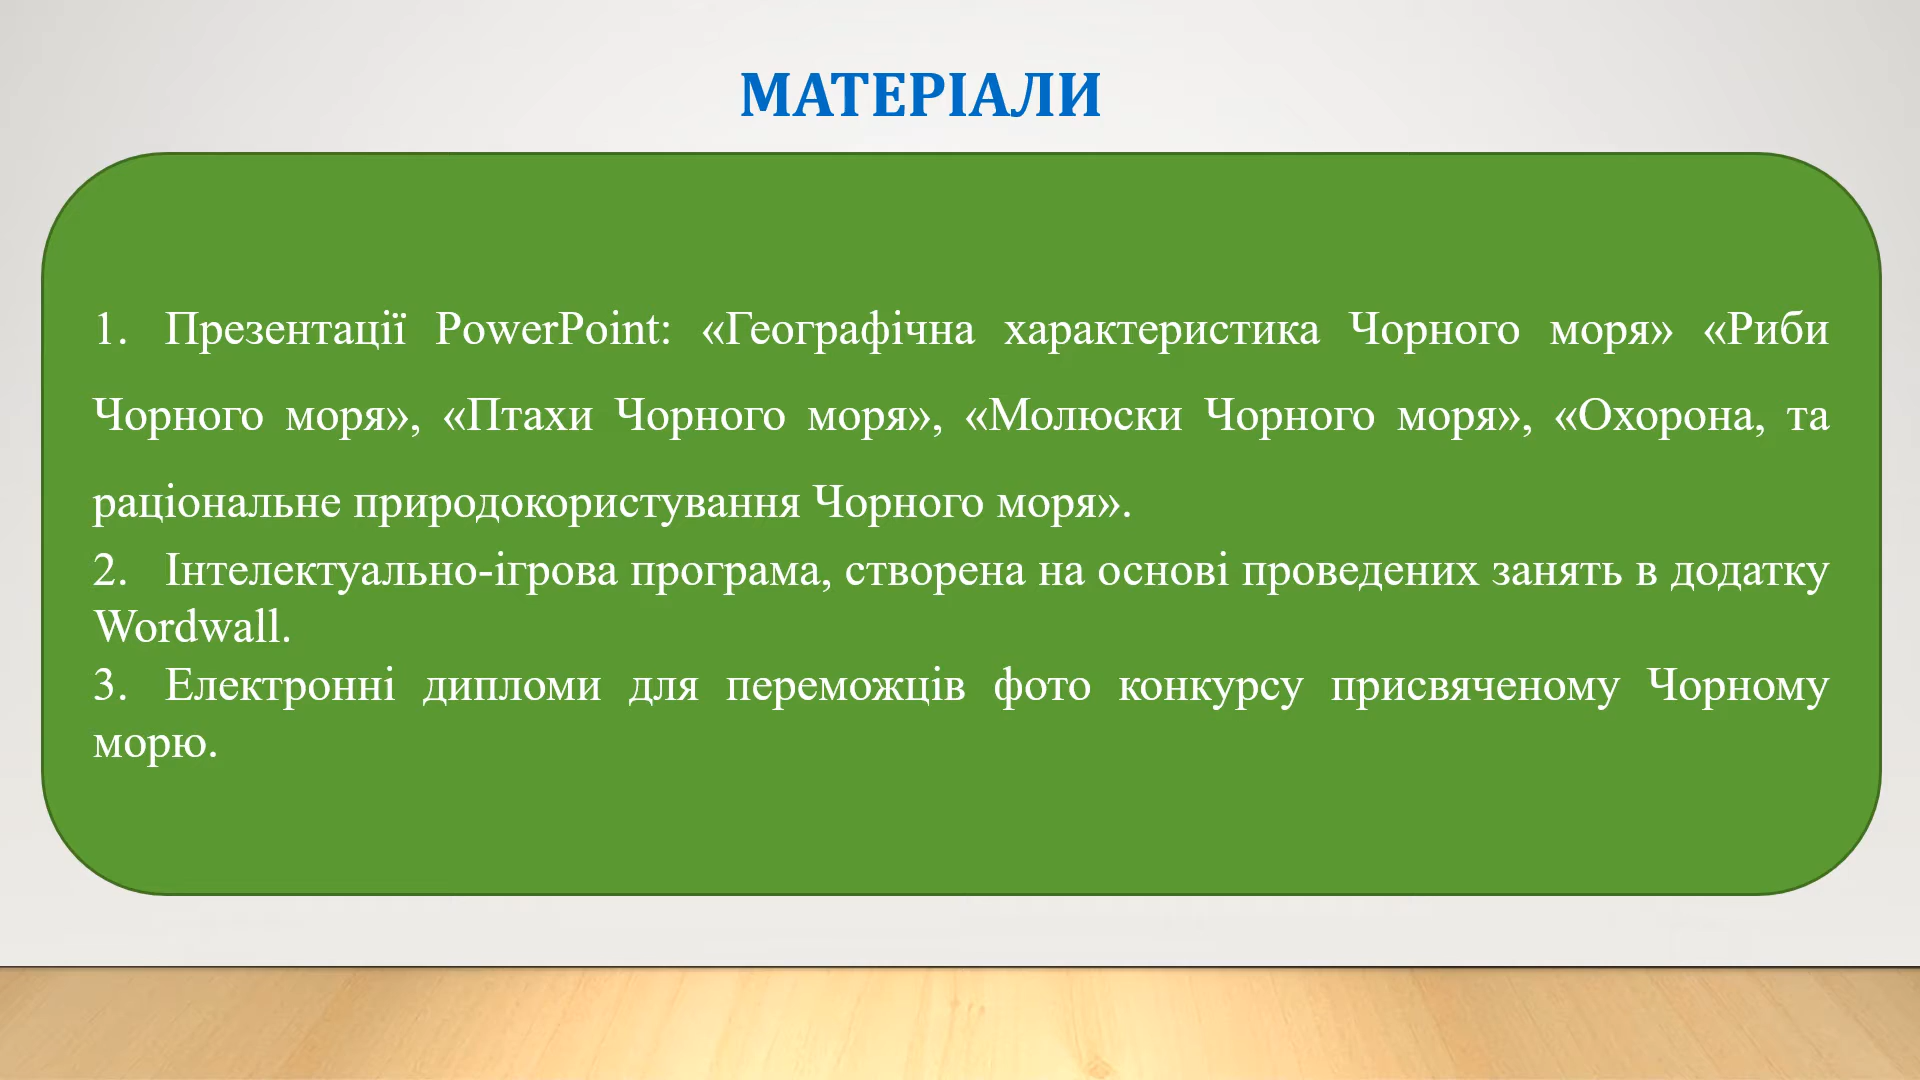 МАТЕРІАЛИ
1. Презентації PowerPoint: «Географічна характеристика Чорного моря» «Риби
Чорного моря», «Птахи Чорного моря», «Молюски Чорного моря», «Охорона, та
раціональне природокористування Чорного моря».
2. Інтелектуально-ігрова програма, створена на основі проведених занять в додатку
Wordwall.
3. Електронні дипломи для переможців фото конкурсу присвяченому Чорному
морю.